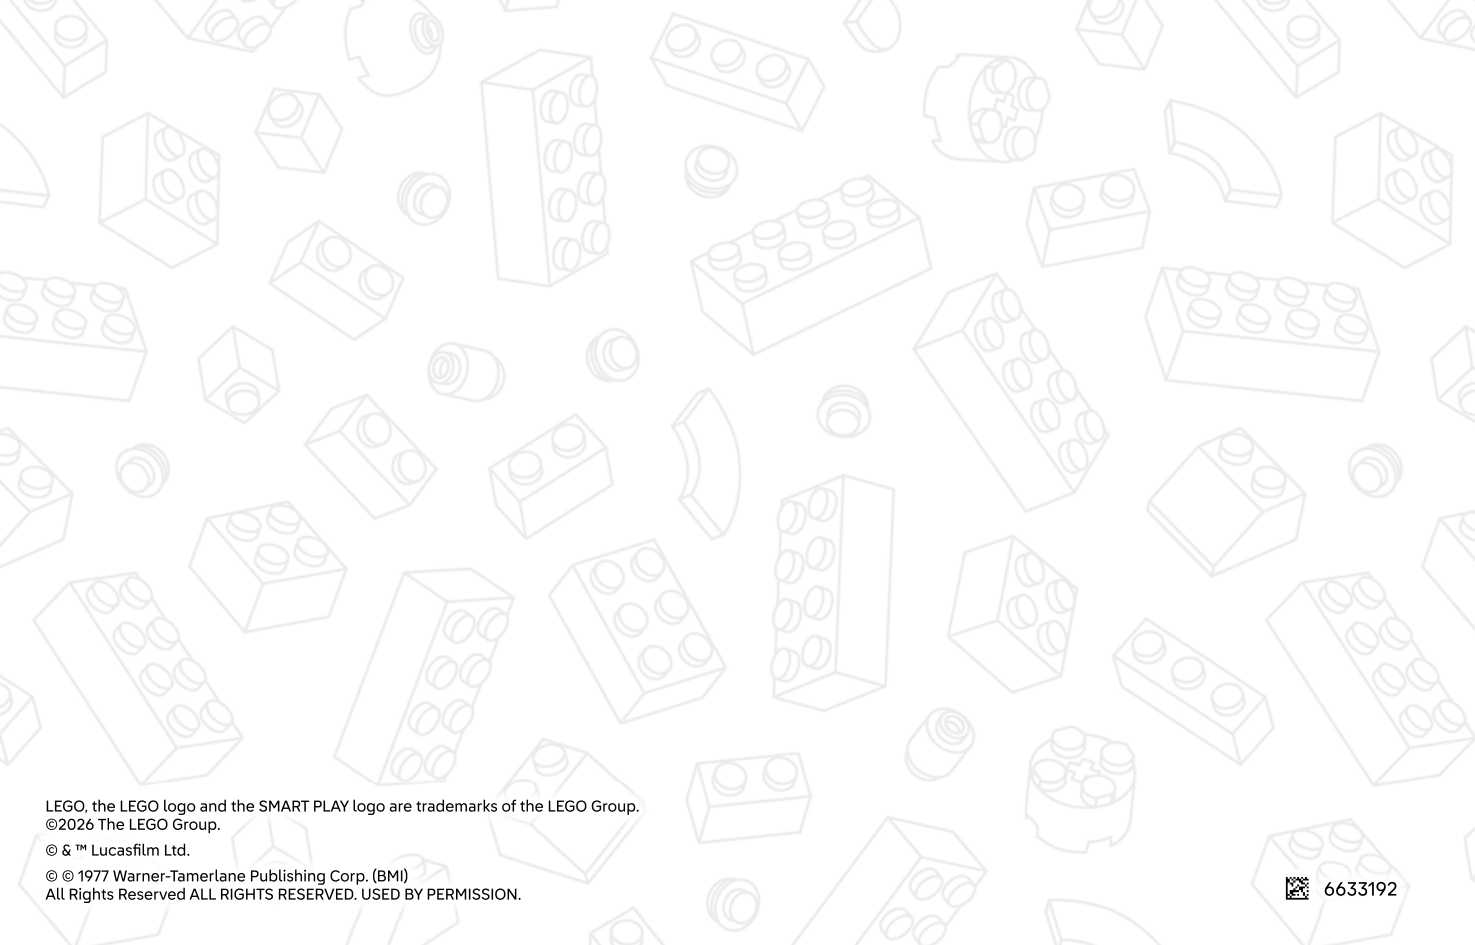 LEGO, the LEGO logo and the SMART PLAY logo are trademarks of the LEGO Group.
©2026 The LEGO Group.
© & ™ Lucasfilm Ltd.
© © 1977 Warner-Tamerlane Publishing Corp. (BMI)
All Rights Reserved ALL RIGHTS RESERVED. USED BY PERMISSION.
6633192